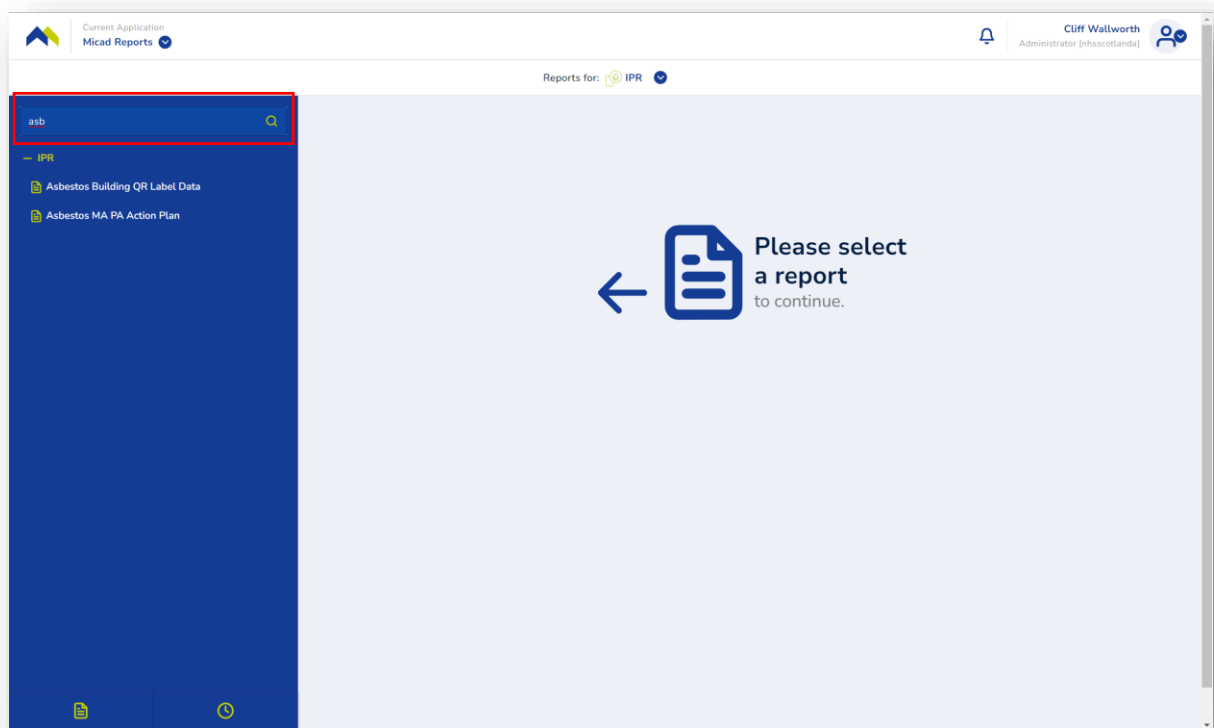 Current Application
Micad Reports
Cliff Wallworth
Administrator [nhsscotlanda]
Reports for: IPR
asb
IPR
Asbestos Building QR Label Data
Asbestos MA PA Action Plan
Please select
a report
to continue.